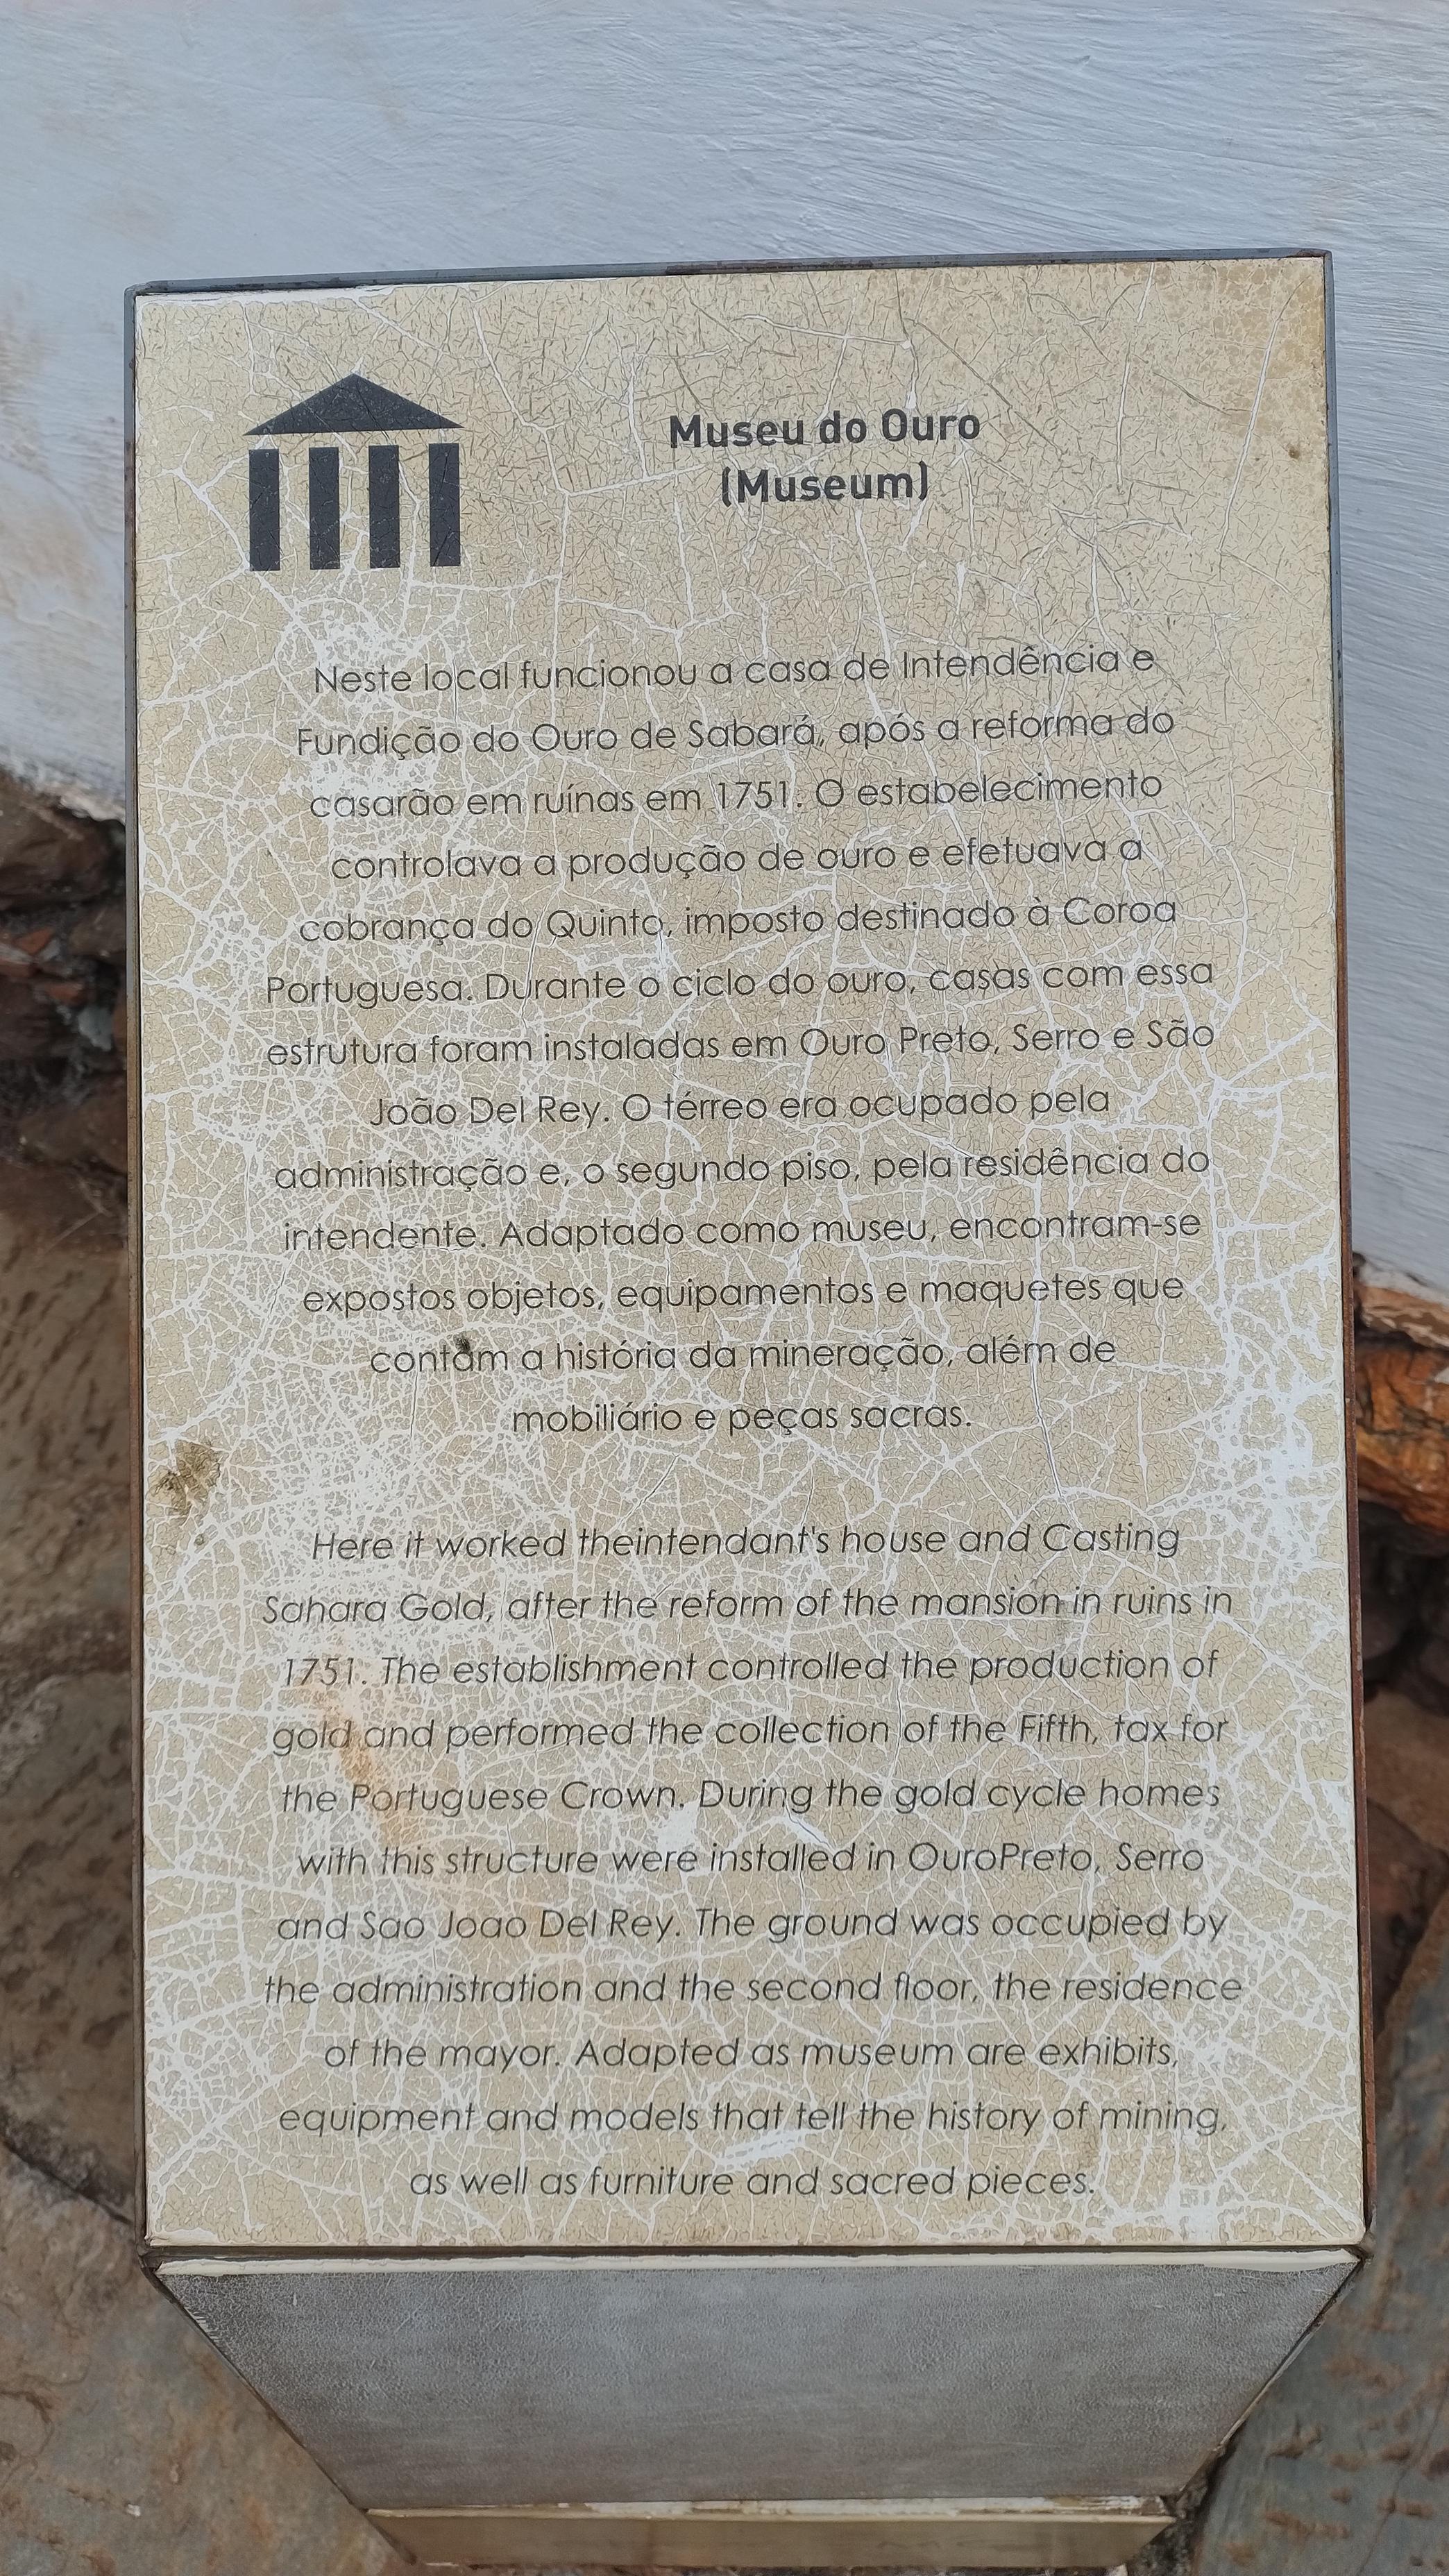 Museu do Ouro
(Museum)
Neste local funcionou a casa de Intendência e
Fundição do Ouro de Sabará, após a reforma do
casarão em ruínas em 1751. O estabelecimento
controlava a produção de ouro e efetuava a
cobrança do Quinto, imposto destinado à Coroa
Portuguesa. Durante o ciclo do ouro, casas com essa
estrutura foram instaladas em Ouro Preto, Serro e São
João Del Rey. O térreo era ocupado pela
administração e, o segundo piso, pela residência do
intendente. Adaptado como museu, encontram-se
expostos objetos, equipamentos e maquetes que
contam a história da mineração, além de
mobiliário e peças sacras.
Here it worked theintendant's house and Casting
Sahara Gold, after the reform of the mansion in ruins in
1751. The establishment controlled the production of
gold and performed the collection of the Fifth, tax for
the Portuguese Crown. During the gold cycle homes
with this structure were installed in OuroPreto, Serro
and Sao Joao Del Rey. The ground was occupied by
the administration and the second floor, the residence
of the mayor. Adapted as museum are exhibits,
equipment and models that tell the history of mining,
as well as furniture and sacred pieces.